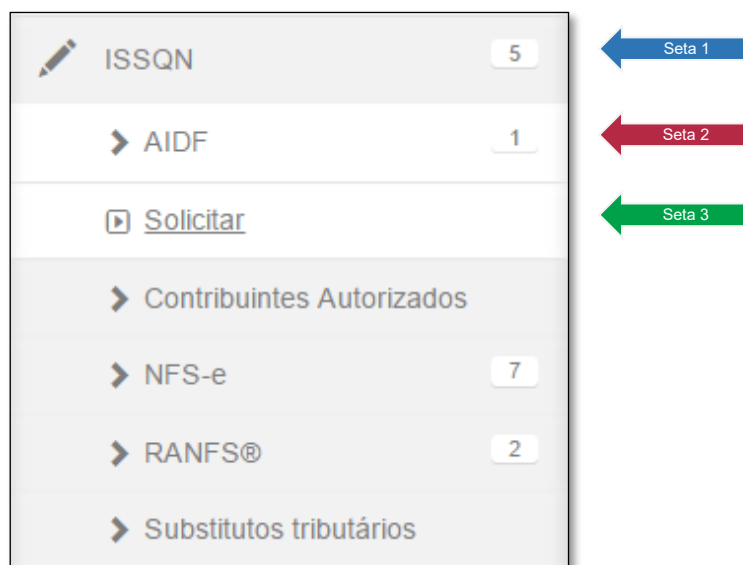 ISSQN 5 Seta 1
AIDF 1 Seta 2
Solicitar Seta 3
Contribuintes Autorizados
NFS-e 7
RANFS® 2
Substitutos tributários